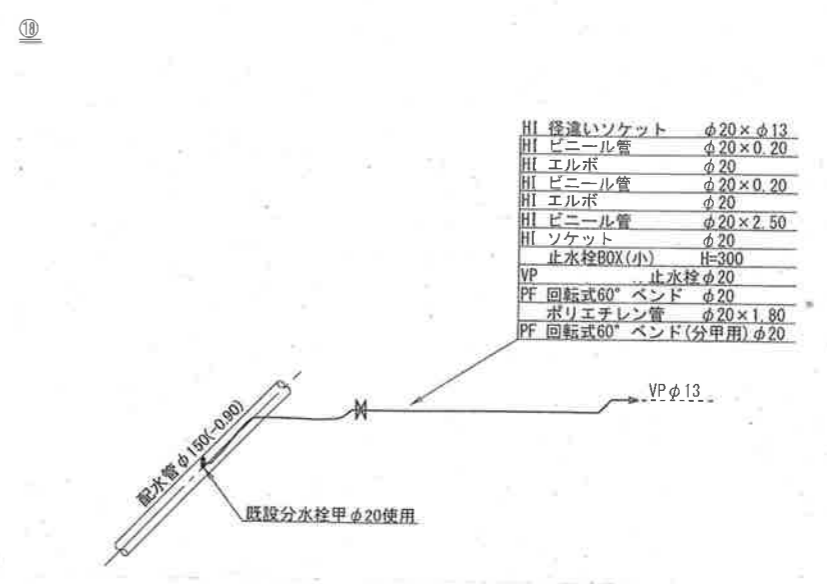 ⑱
HI 径違いソケット φ20×φ13
HI ビニール管 φ20×0.20
HI エルボ φ20
HI ビニール管 φ20×0.20
HI エルボ φ20
HI ビニール管 φ20×2.50
HI ソケット φ20
止水栓BOX(小) H=300
VP 止水栓φ20
PF 回転式60° ベンド φ20
ポリエチレン管 φ20×1.80
PF 回転式60° ベンド(分甲用)φ20
VPφ13
配水管φ150(-0.90)
既設分水栓甲φ20使用